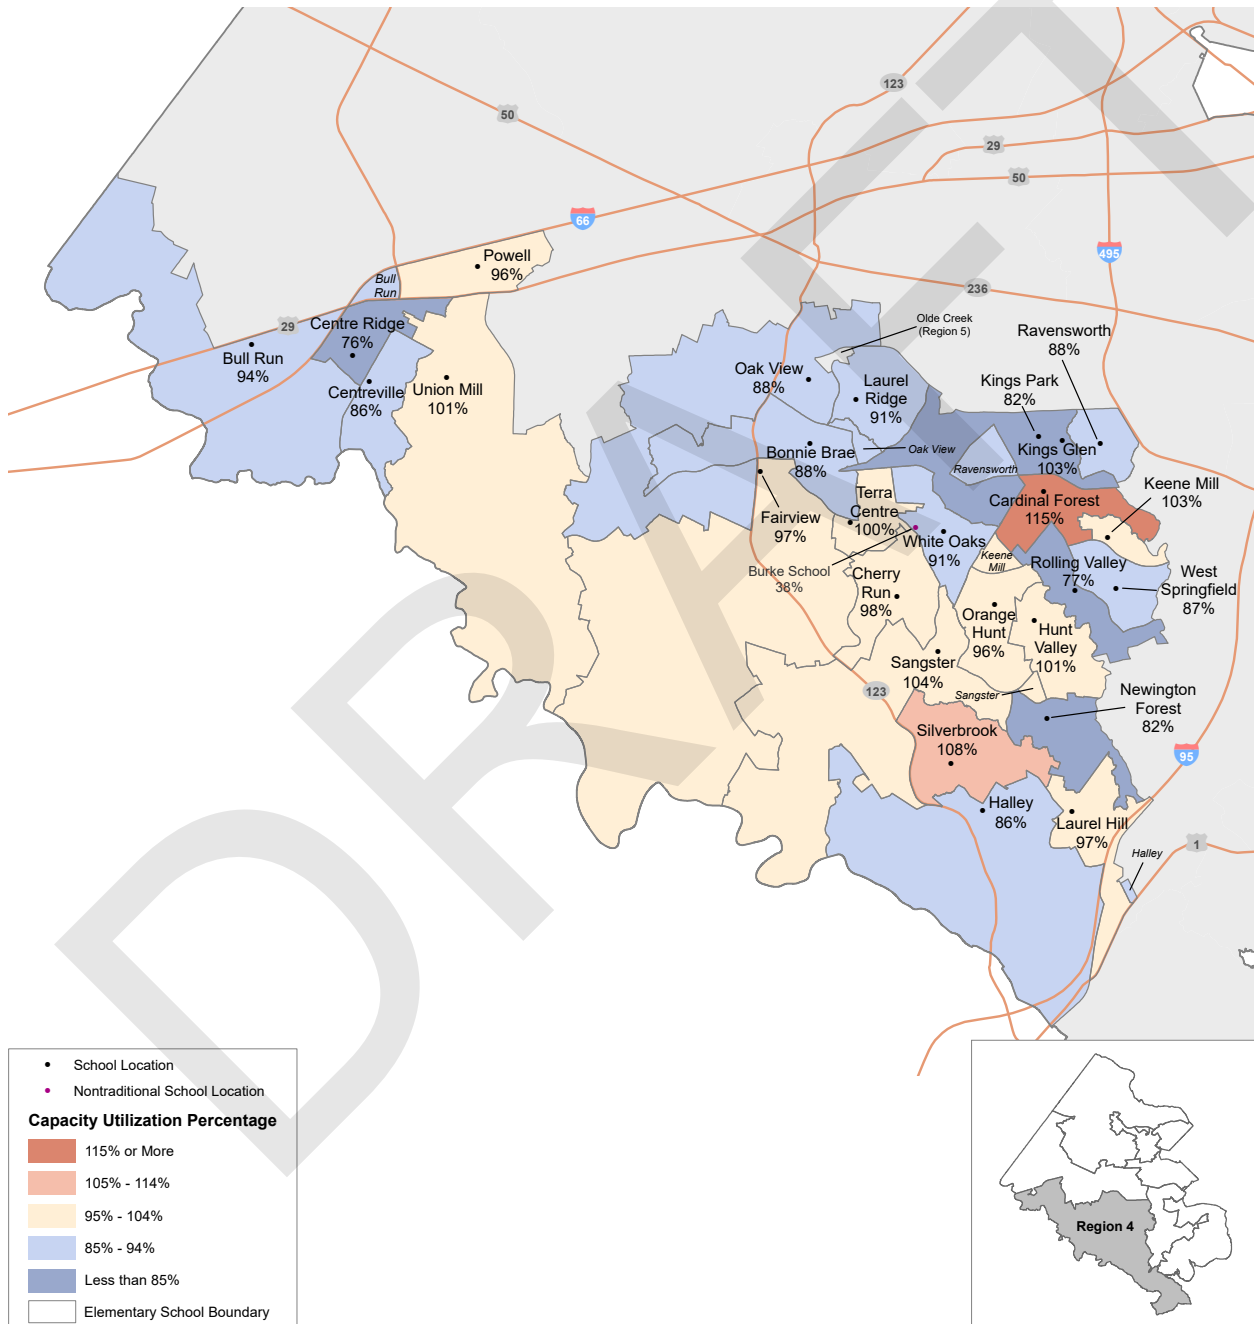 123
50
29
50
66
495
236
Powell
96%
Bull
Run
29
Centre Ridge
76%
Bull Run
94%
Centreville
86%
Union Mill
101%
Olde Creek
(Region 5)
Ravensworth
88%
Oak View
88%
Laurel
Ridge
91%
Kings Park
82%
Bonnie Brae
88%
Oak View
Kings Glen
103%
Ravensworth
Keene Mill
103%
Cardinal Forest
115%
Terra
Centre
100%
Fairview
97%
White Oaks
91%
Keene
Mill
Burke School
38%
Rolling Valley
77%
West
Springfield
87%
Cherry
Run
98%
Orange
Hunt
96%
Hunt
Valley
101%
Sangster
104%
Sangster
123
Newington
Forest
82%
Silverbrook
108%
95
Halley
86%
Laurel Hill
97%
1
Halley
DRAFT
School Location
Nontraditional School Location
Capacity Utilization Percentage
115% or More
105% - 114%
95% - 104%
85% - 94%
Less than 85%
Elementary School Boundary
Region 4